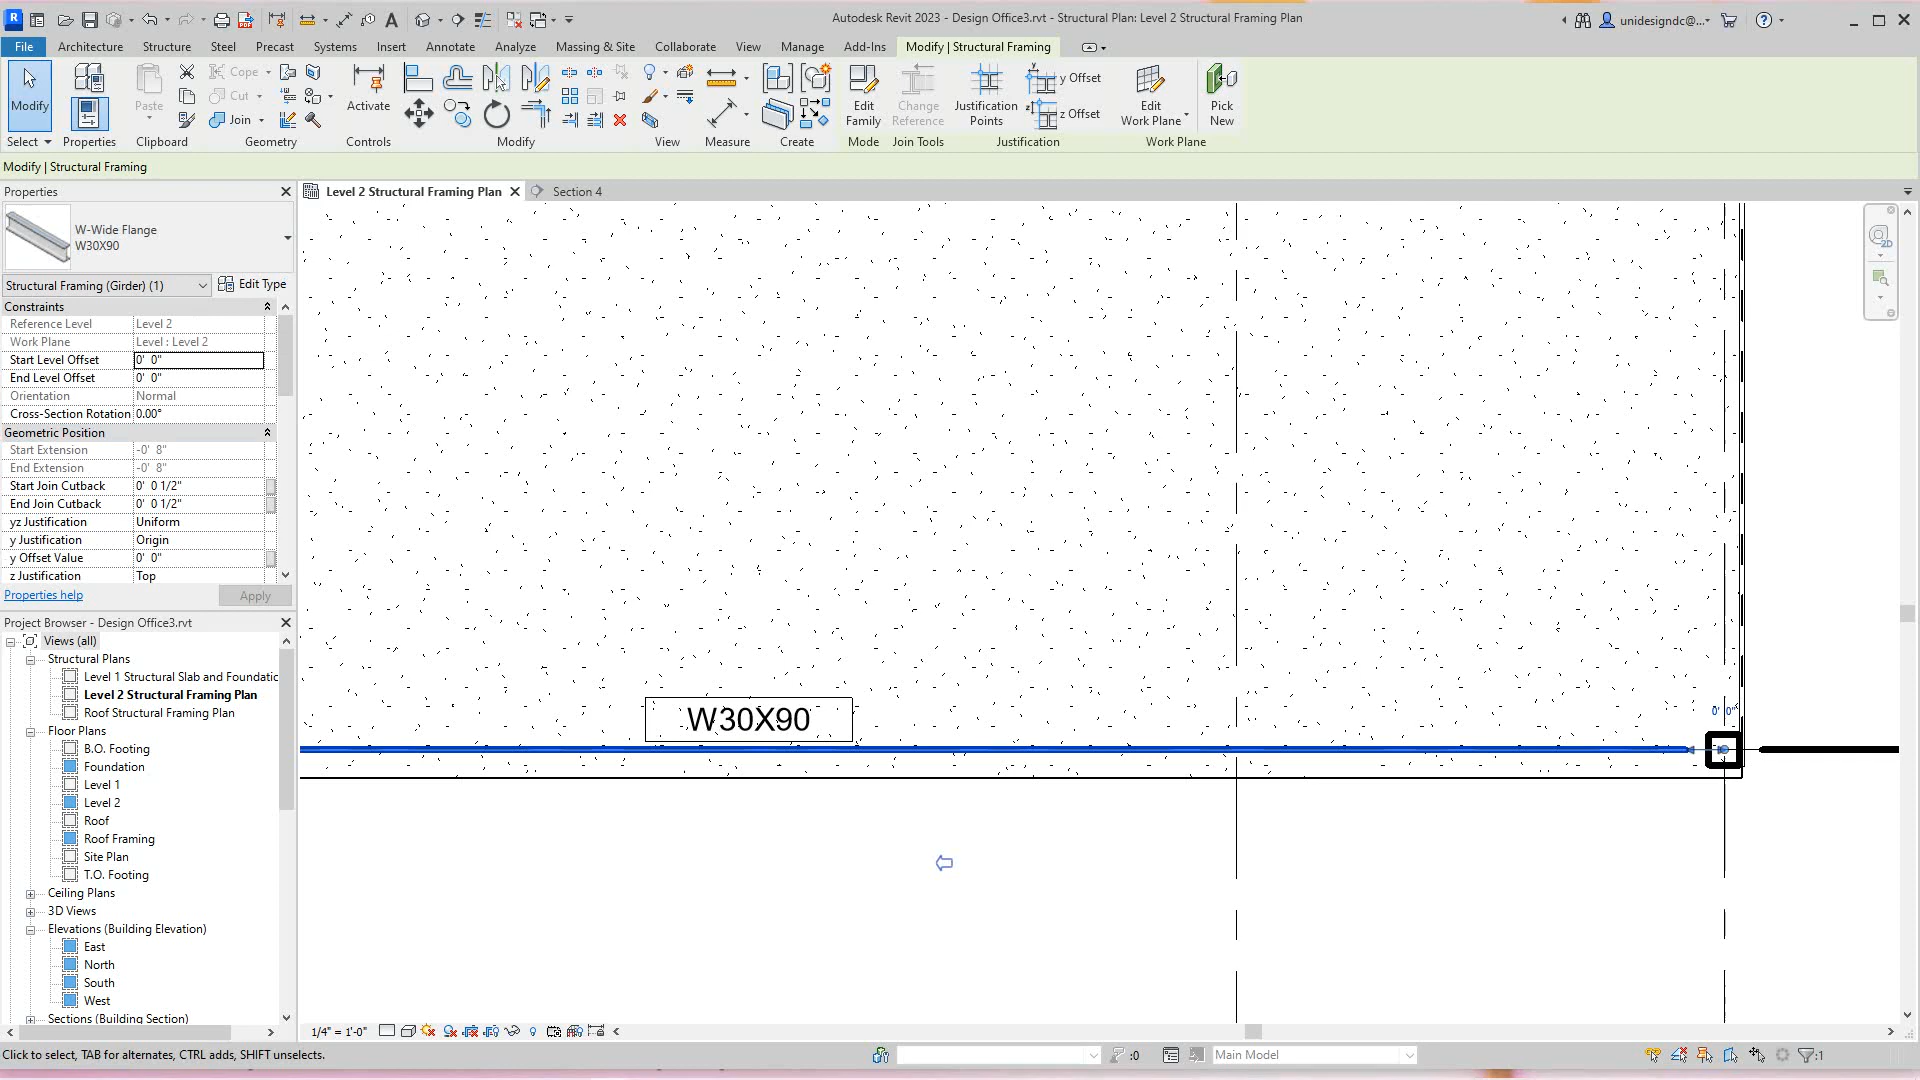 Autodesk Revit 2023 - Design Office3.rvt - Structural Plan: Level 2 Structural Framing Plan
unidesigndc@...
File Architecture Structure Steel Precast Systems Insert Annotate Analyze Massing & Site Collaborate View Manage Add-Ins Modify | Structural Framing
Modify
Paste
Cope
Cut
Join
Activate
Edit Family
Change Reference
Justification Points
y Offset
z Offset
Edit Work Plane
Pick New
Select Properties Clipboard Geometry Controls Modify View Measure Create Mode Join Tools Justification Work Plane
Modify | Structural Framing
Properties
Level 2 Structural Framing Plan
Section 4
W-Wide Flange
W30X90
Structural Framing (Girder) (1)
Edit Type
Constraints
Reference Level Level 2
Work Plane Level : Level 2
Start Level Offset 0' 0"
End Level Offset 0' 0"
Orientation Normal
Cross-Section Rotation 0.00°
Geometric Position
Start Extension -0' 8"
End Extension -0' 8"
Start Join Cutback 0' 0 1/2"
End Join Cutback 0' 0 1/2"
yz Justification Uniform
y Justification Origin
y Offset Value 0' 0"
z Justification Top
Properties help
Apply
Project Browser - Design Office3.rvt
Views (all)
Structural Plans
Level 1 Structural Slab and Foundatic
Level 2 Structural Framing Plan
Roof Structural Framing Plan
Floor Plans
B.O. Footing
Foundation
Level 1
Level 2
Roof
Roof Framing
Site Plan
T.O. Footing
Ceiling Plans
3D Views
Elevations (Building Elevation)
East
North
South
West
Sections (Building Section)
W30X90
0' 0"
2D
1/4" = 1'-0"
Click to select, TAB for alternates, CTRL adds, SHIFT unselects.
:0
Main Model
:1